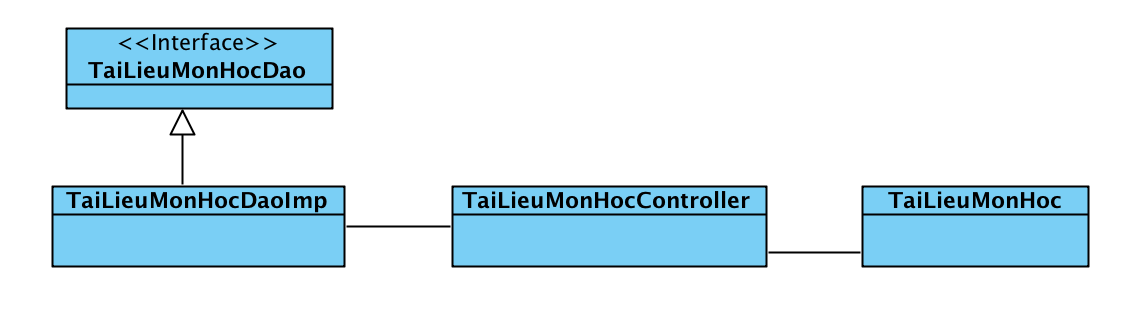 <<Interface>>
TaiLieuMonHocDao
TaiLieuMonHocDaoImp
TaiLieuMonHocController
TaiLieuMonHoc